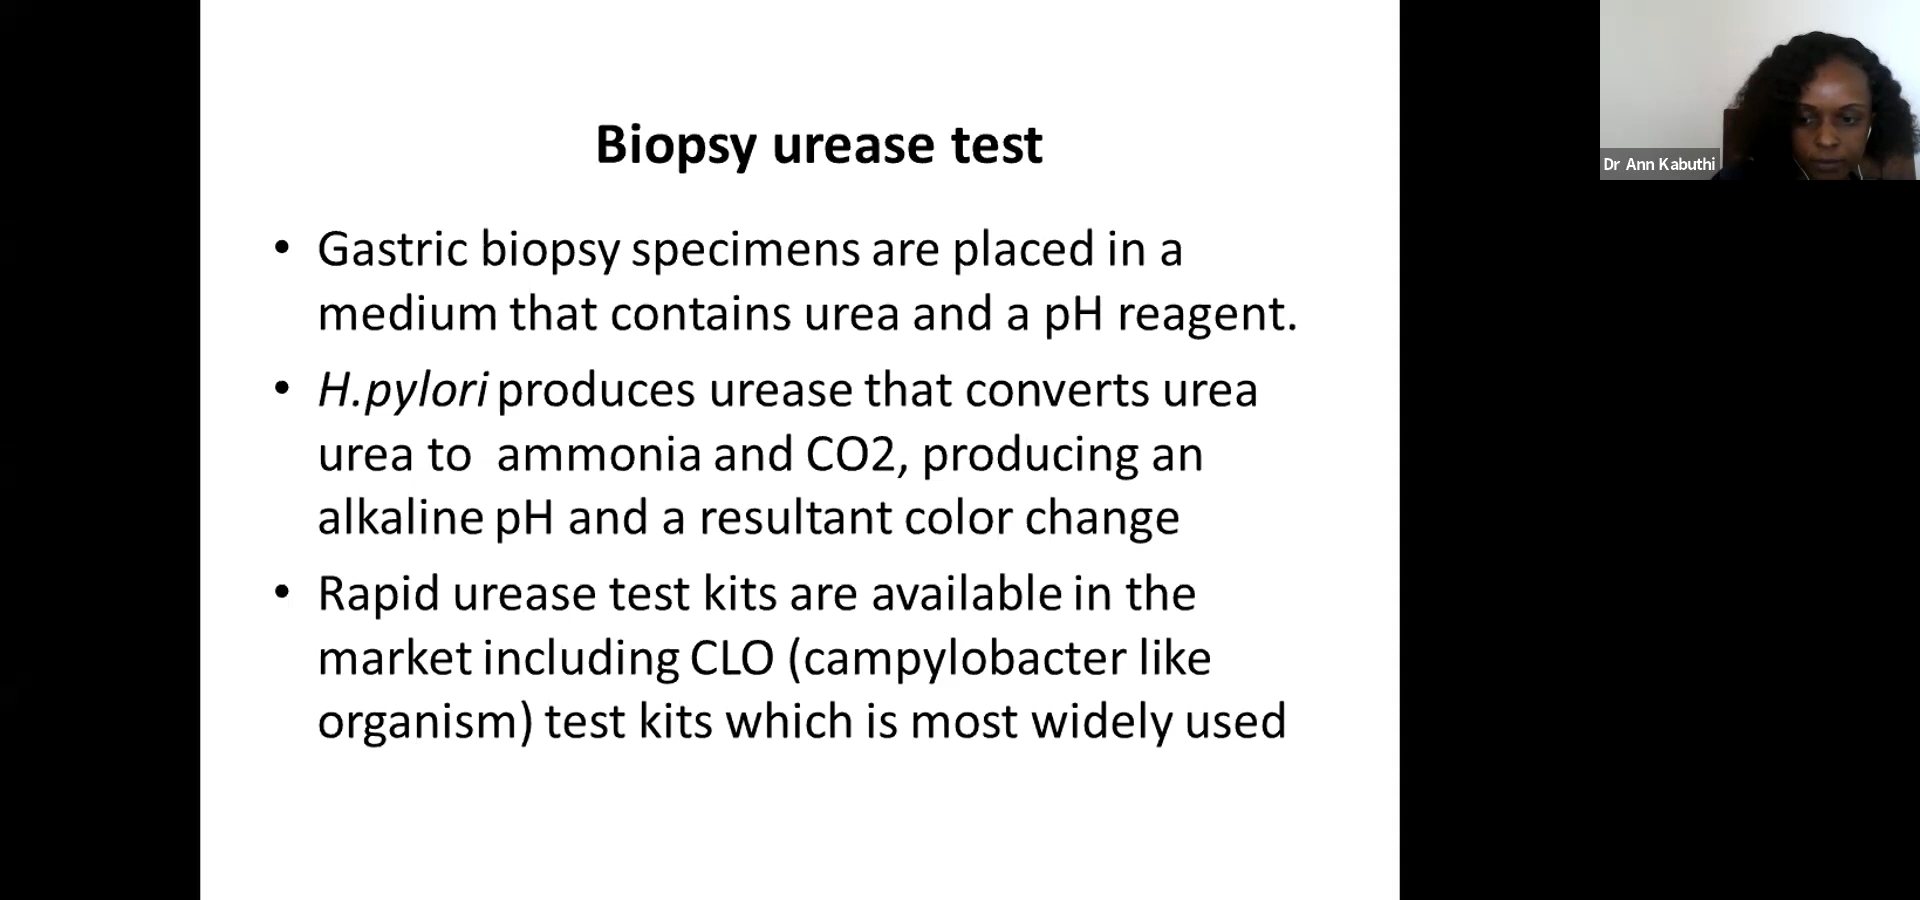 Biopsy urease test
• Gastric biopsy specimens are placed in a
medium that contains urea and a pH reagent.
• H.pylori produces urease that converts urea
urea to ammonia and CO2, producing an
alkaline pH and a resultant color change
• Rapid urease test kits are available in the
market including CLO (campylobacter like
organism) test kits which is most widely used
Dr Ann Kabuthi